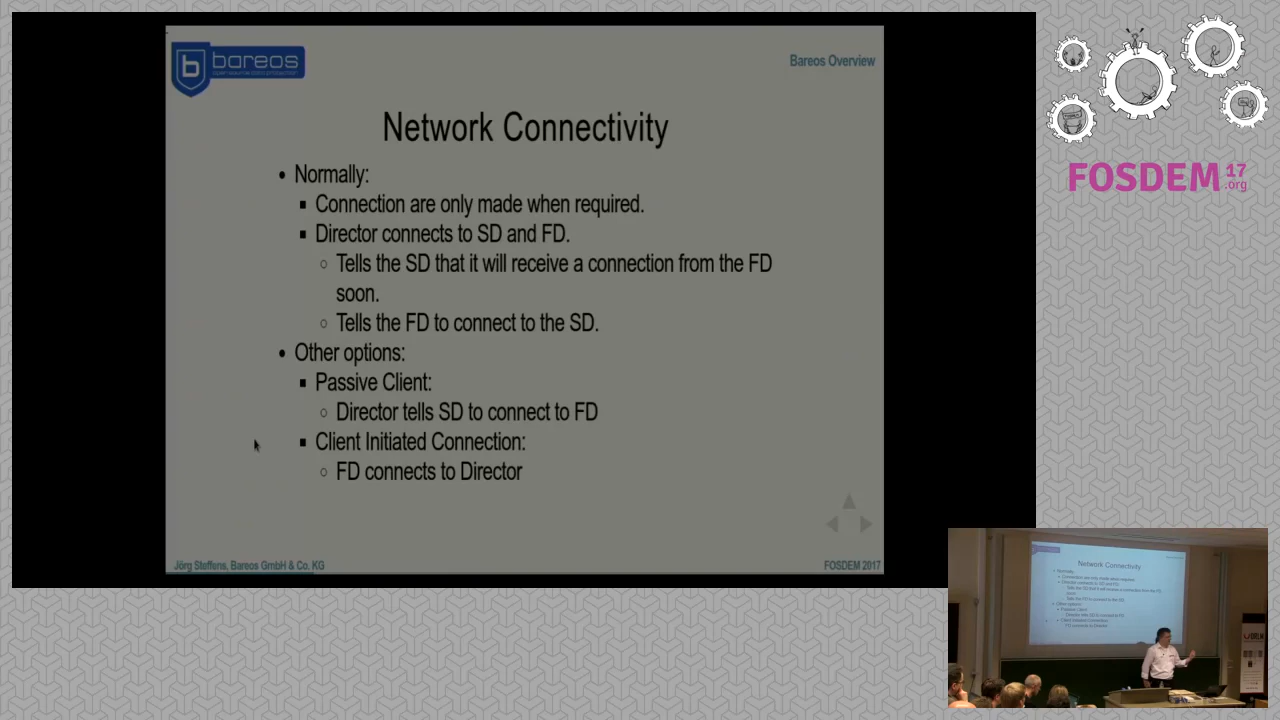 bareos
Bareos Overview
Network Connectivity
• Normally:
▪ Connection are only made when required.
▪ Director connects to SD and FD.
○ Tells the SD that it will receive a connection from the FD
soon.
○ Tells the FD to connect to the SD.
• Other options:
▪ Passive Client:
○ Director tells SD to connect to FD
▪ Client Initiated Connection:
○ FD connects to Director
Jörg Steffens, Bareos GmbH & Co. KG
FOSDEM 2017
FOSDEM 17
.org
Network Connectivity